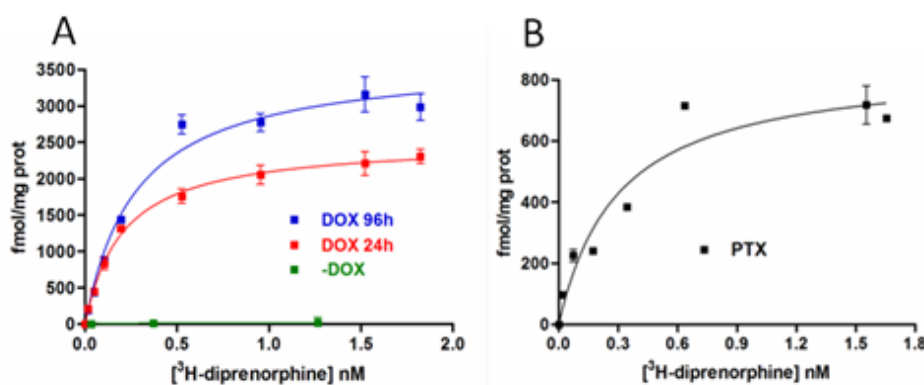 A
fmol/mg prot
3500
3000
2500
2000
1500
1000
500
0
DOX 96h
DOX 24h
-DOX
0.0 0.5 1.0 1.5 2.0
[³H-diprenorphine] nM
B
fmol/mg prot
800
600
400
200
0
PTX
0.0 0.3 0.6 0.9 1.2 1.5 1.8
[³H-diprenorphine] nM